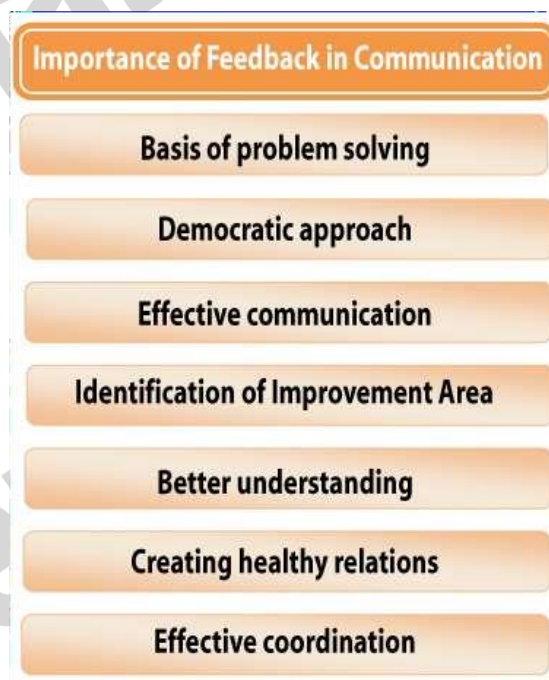 Importance of Feedback in Communication
Basis of problem solving
Democratic approach
Effective communication
Identification of Improvement Area
Better understanding
Creating healthy relations
Effective coordination